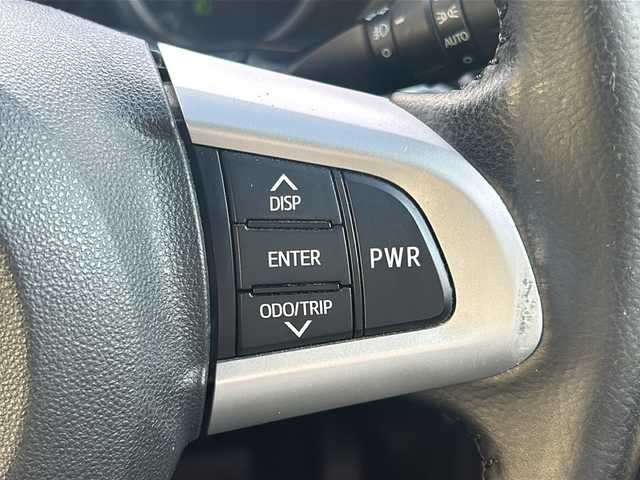 AUTO
DISP
ENTER
PWR
ODO/TRIP